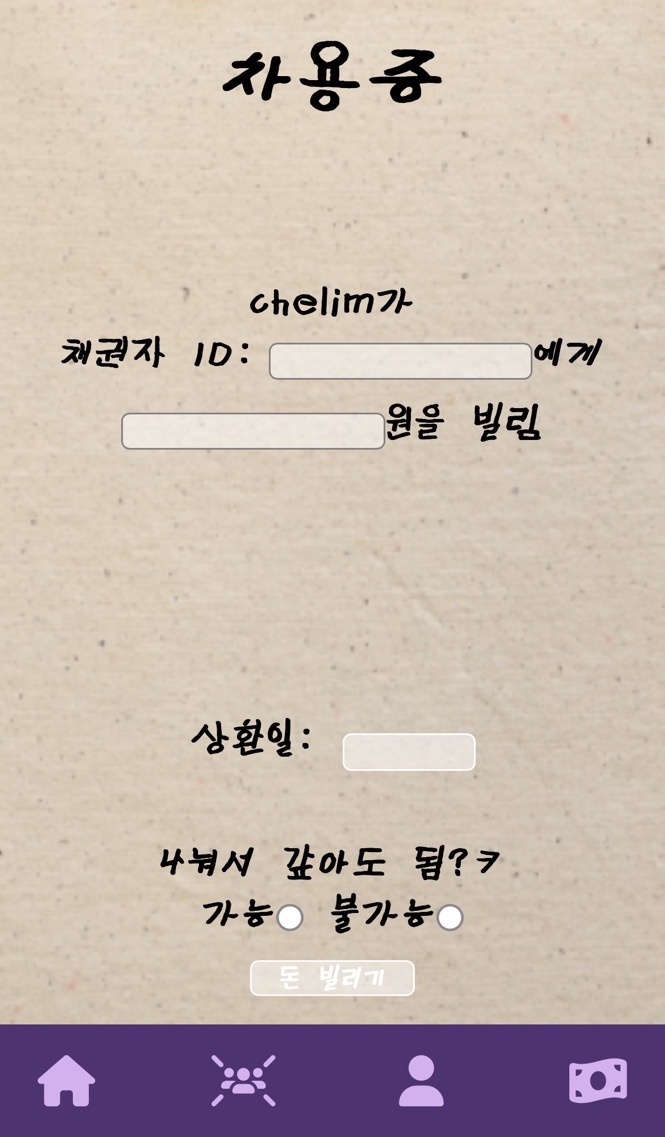 차용증
chelim가
채권자 ID: 에게
원을 빌림
상환일:
나눠서 갚아도 됨?ㅋ
가능 불가능
돈 빌리기